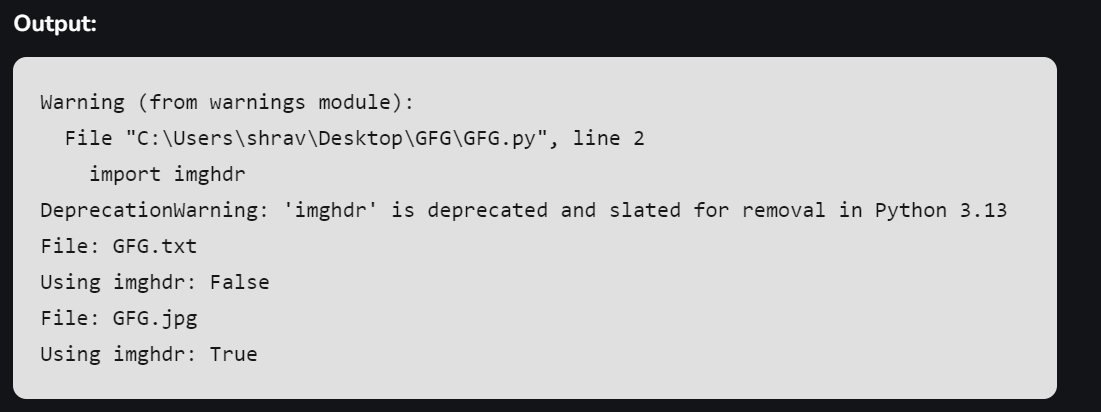 Output:
Warning (from warnings module):
File "C:\Users\shrav\Desktop\GFG\GFG.py", line 2
import imghdr
DeprecationWarning: 'imghdr' is deprecated and slated for removal in Python 3.13
File: GFG.txt
Using imghdr: False
File: GFG.jpg
Using imghdr: True